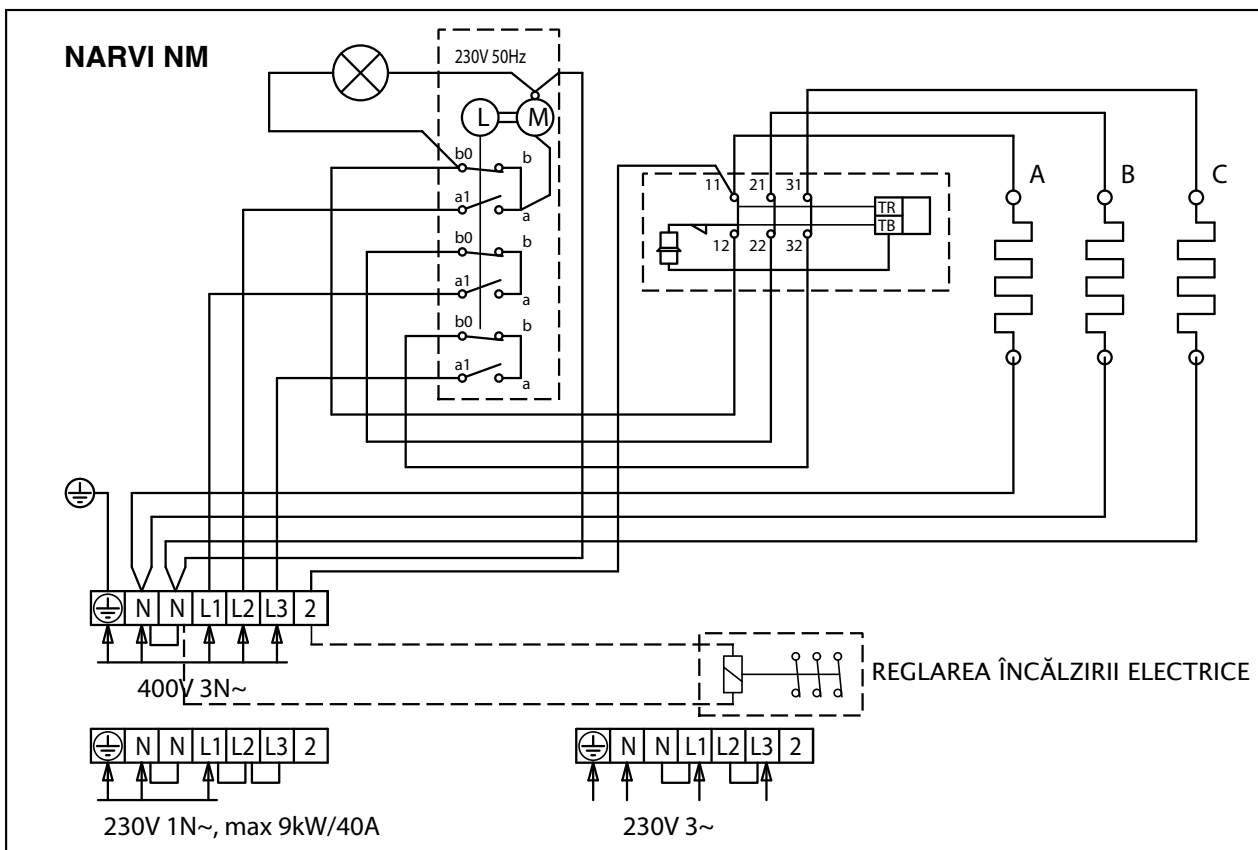 NARVI NM
230V 50Hz
L
M
b0
b
a1
a
b0
b
a1
a
b0
b
a1
a
11
21
31
12
22
32
TR
TB
A
B
C
N
N
L1
L2
L3
2
400V 3N~
REGLAREA ÎNCĂLZIRII ELECTRICE
N
N
L1
L2
L3
2
230V 1N~, max 9kW/40A
N
N
L1
L2
L3
2
230V 3~